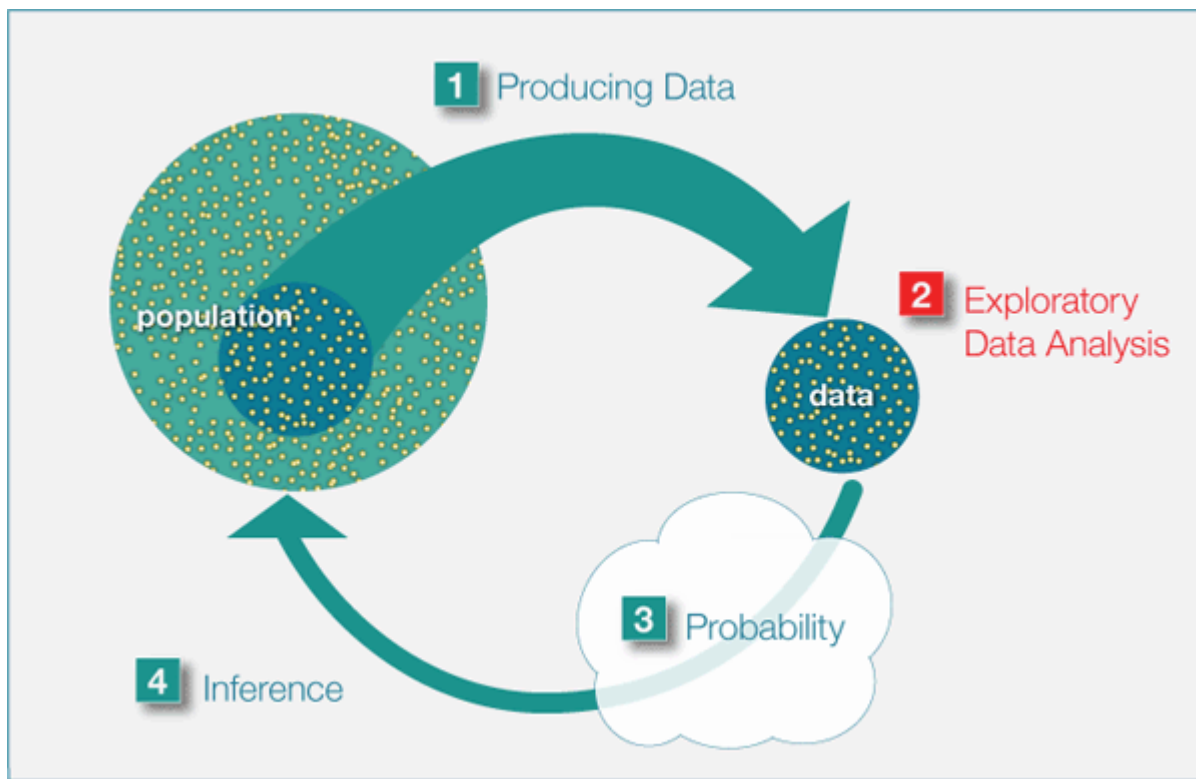 1 Producing Data
population
2 Exploratory
Data Analysis
data
3 Probability
4 Inference